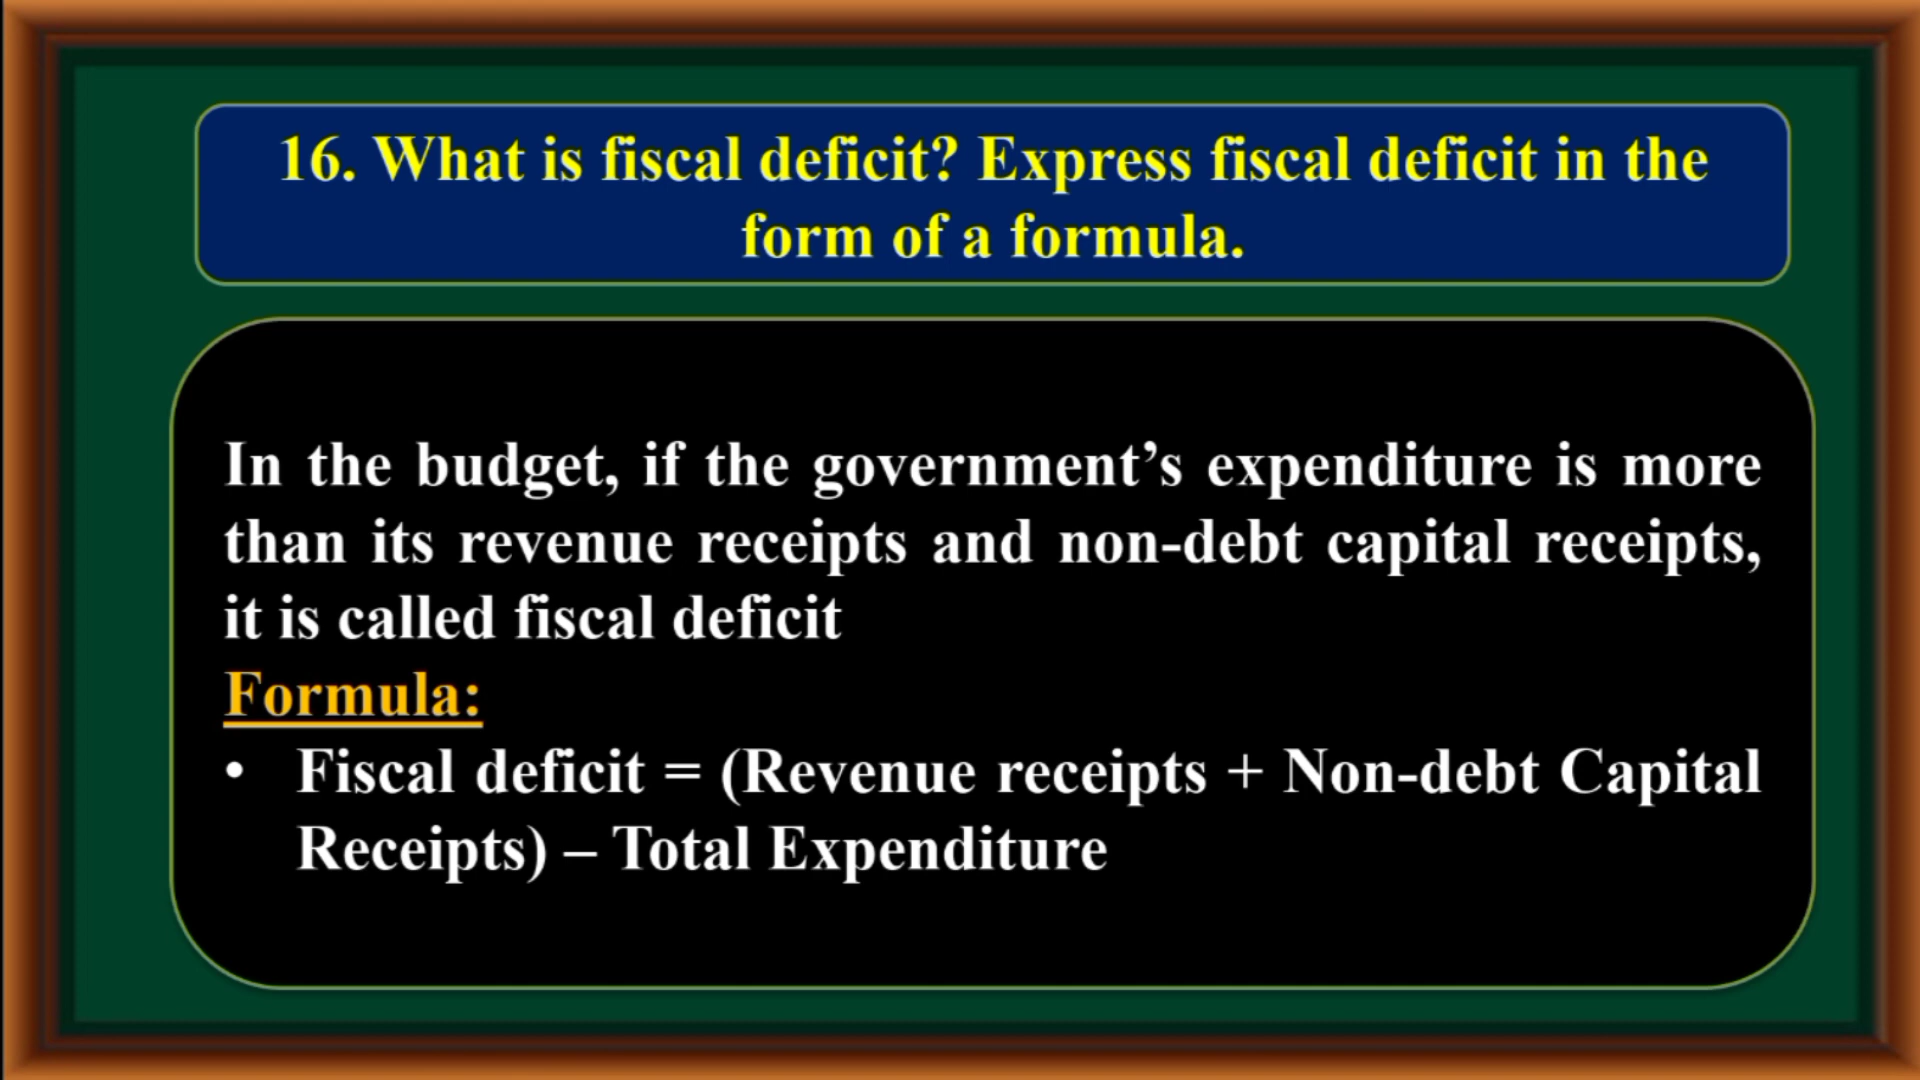 16. What is fiscal deficit? Express fiscal deficit in the
form of a formula.
In the budget, if the government’s expenditure is more
than its revenue receipts and non-debt capital receipts,
it is called fiscal deficit
Formula:
• Fiscal deficit = (Revenue receipts + Non-debt Capital
Receipts) – Total Expenditure